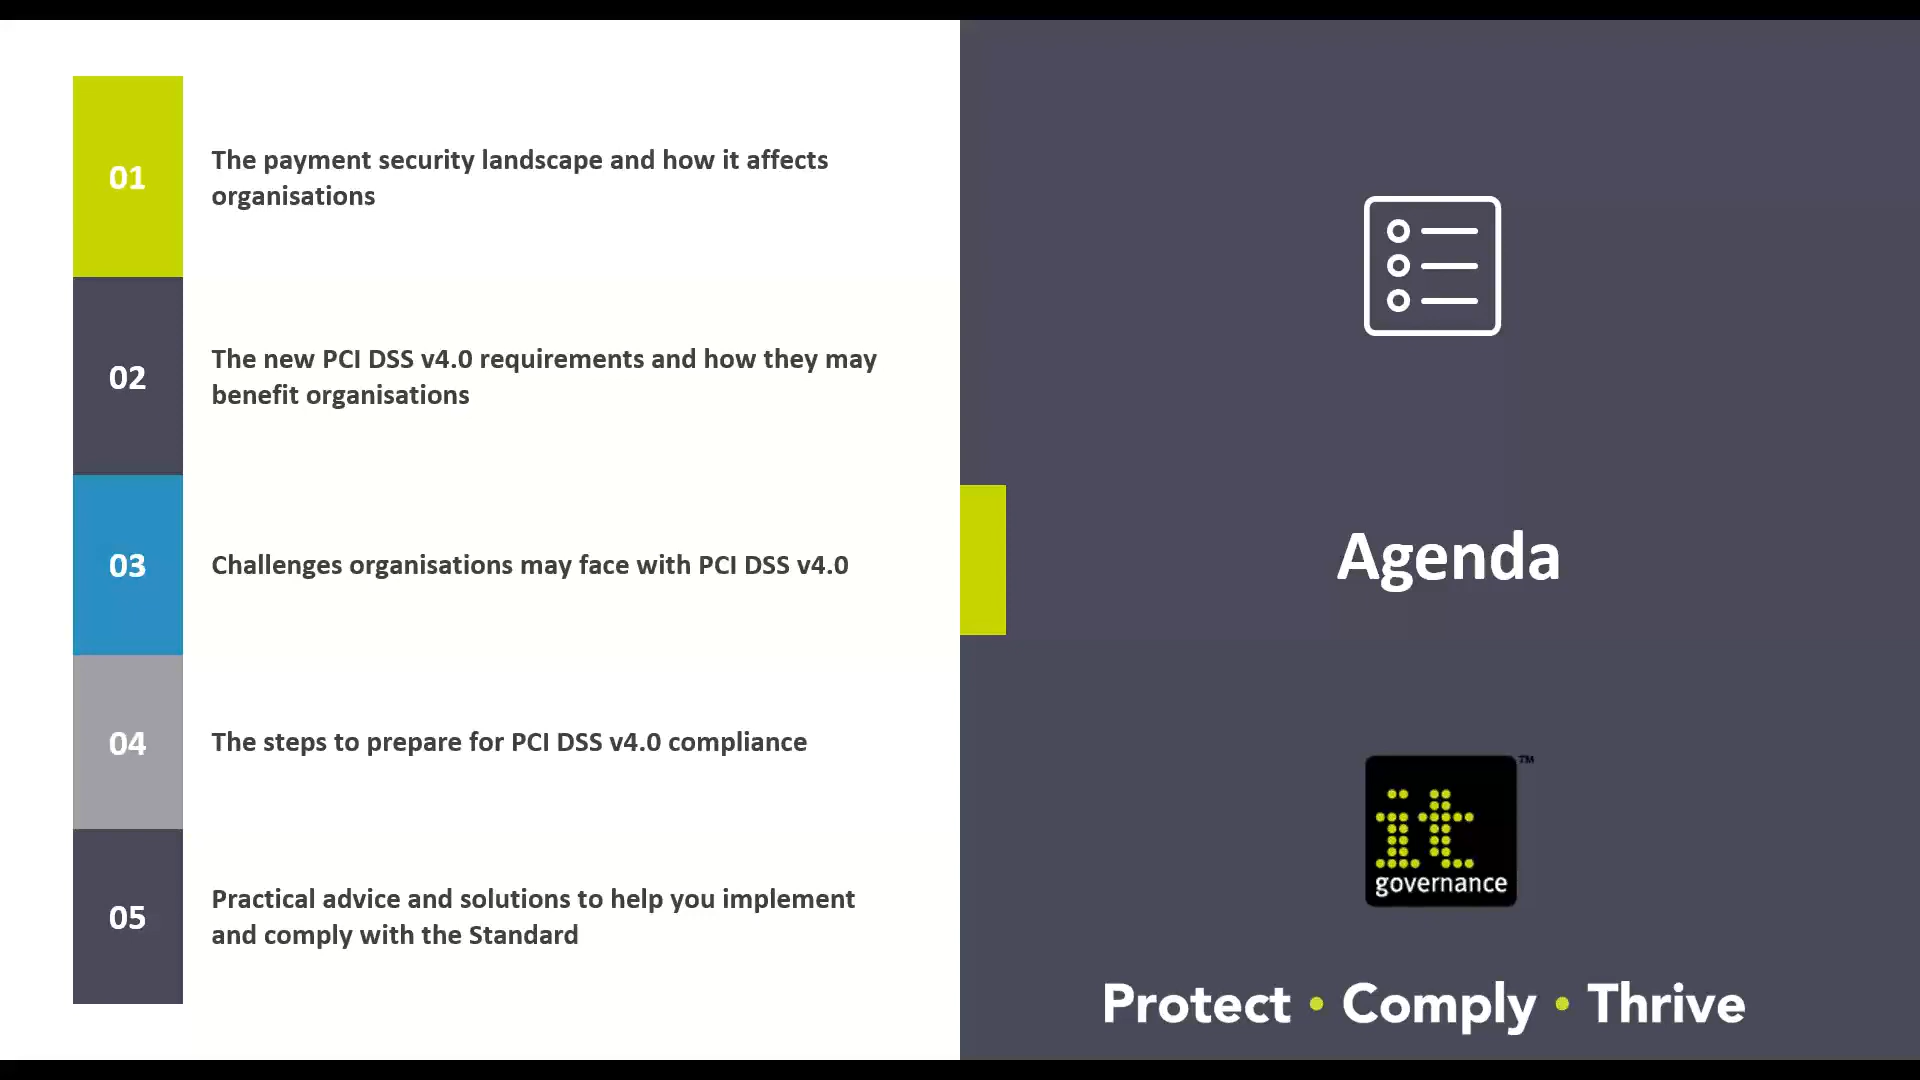 01
The payment security landscape and how it affects
organisations
02
The new PCI DSS v4.0 requirements and how they may
benefit organisations
03
Challenges organisations may face with PCI DSS v4.0
04
The steps to prepare for PCI DSS v4.0 compliance
05
Practical advice and solutions to help you implement
and comply with the Standard
Agenda
it
governance
TM
Protect • Comply • Thrive